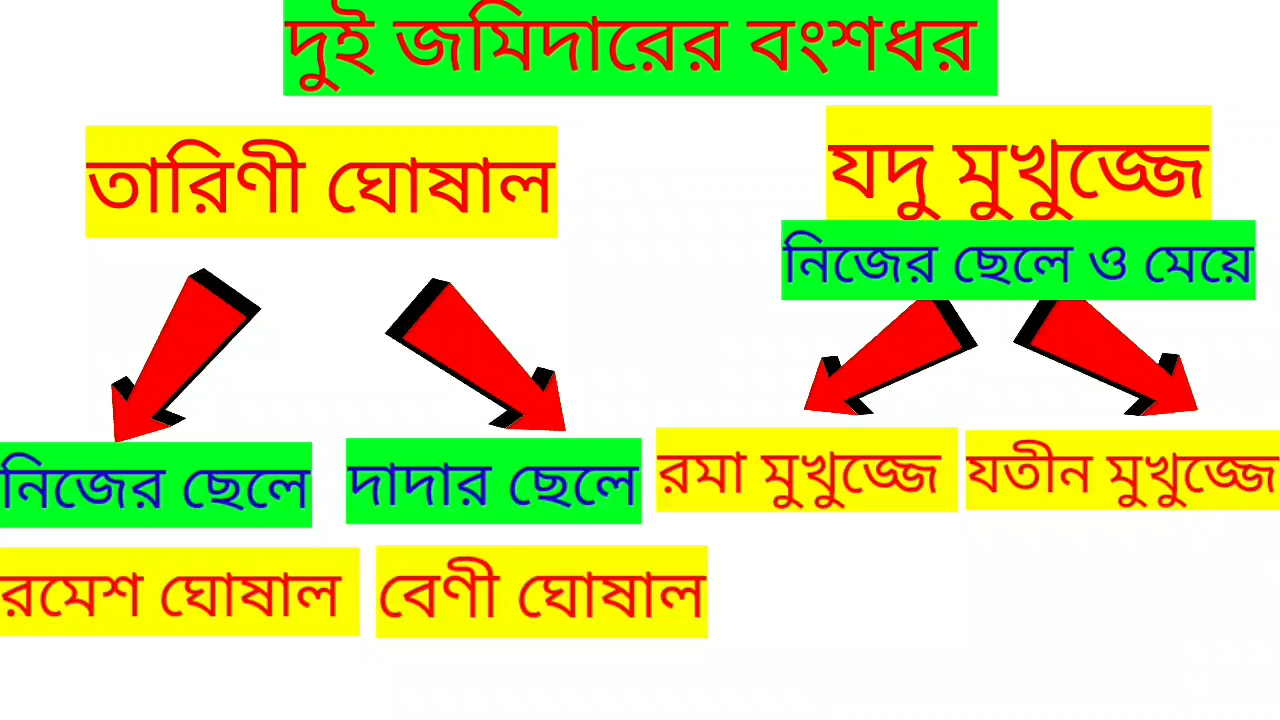 দুই জমিদারের বংশধর
তারিণী ঘোষাল
যদু মুখুজ্জে
নিজের ছেলে ও মেয়ে
নিজের ছেলে
দাদার ছেলে
রমা মুখুজ্জে
যতীন মুখুজ্জে
রমেশ ঘোষাল
বেণী ঘোষাল